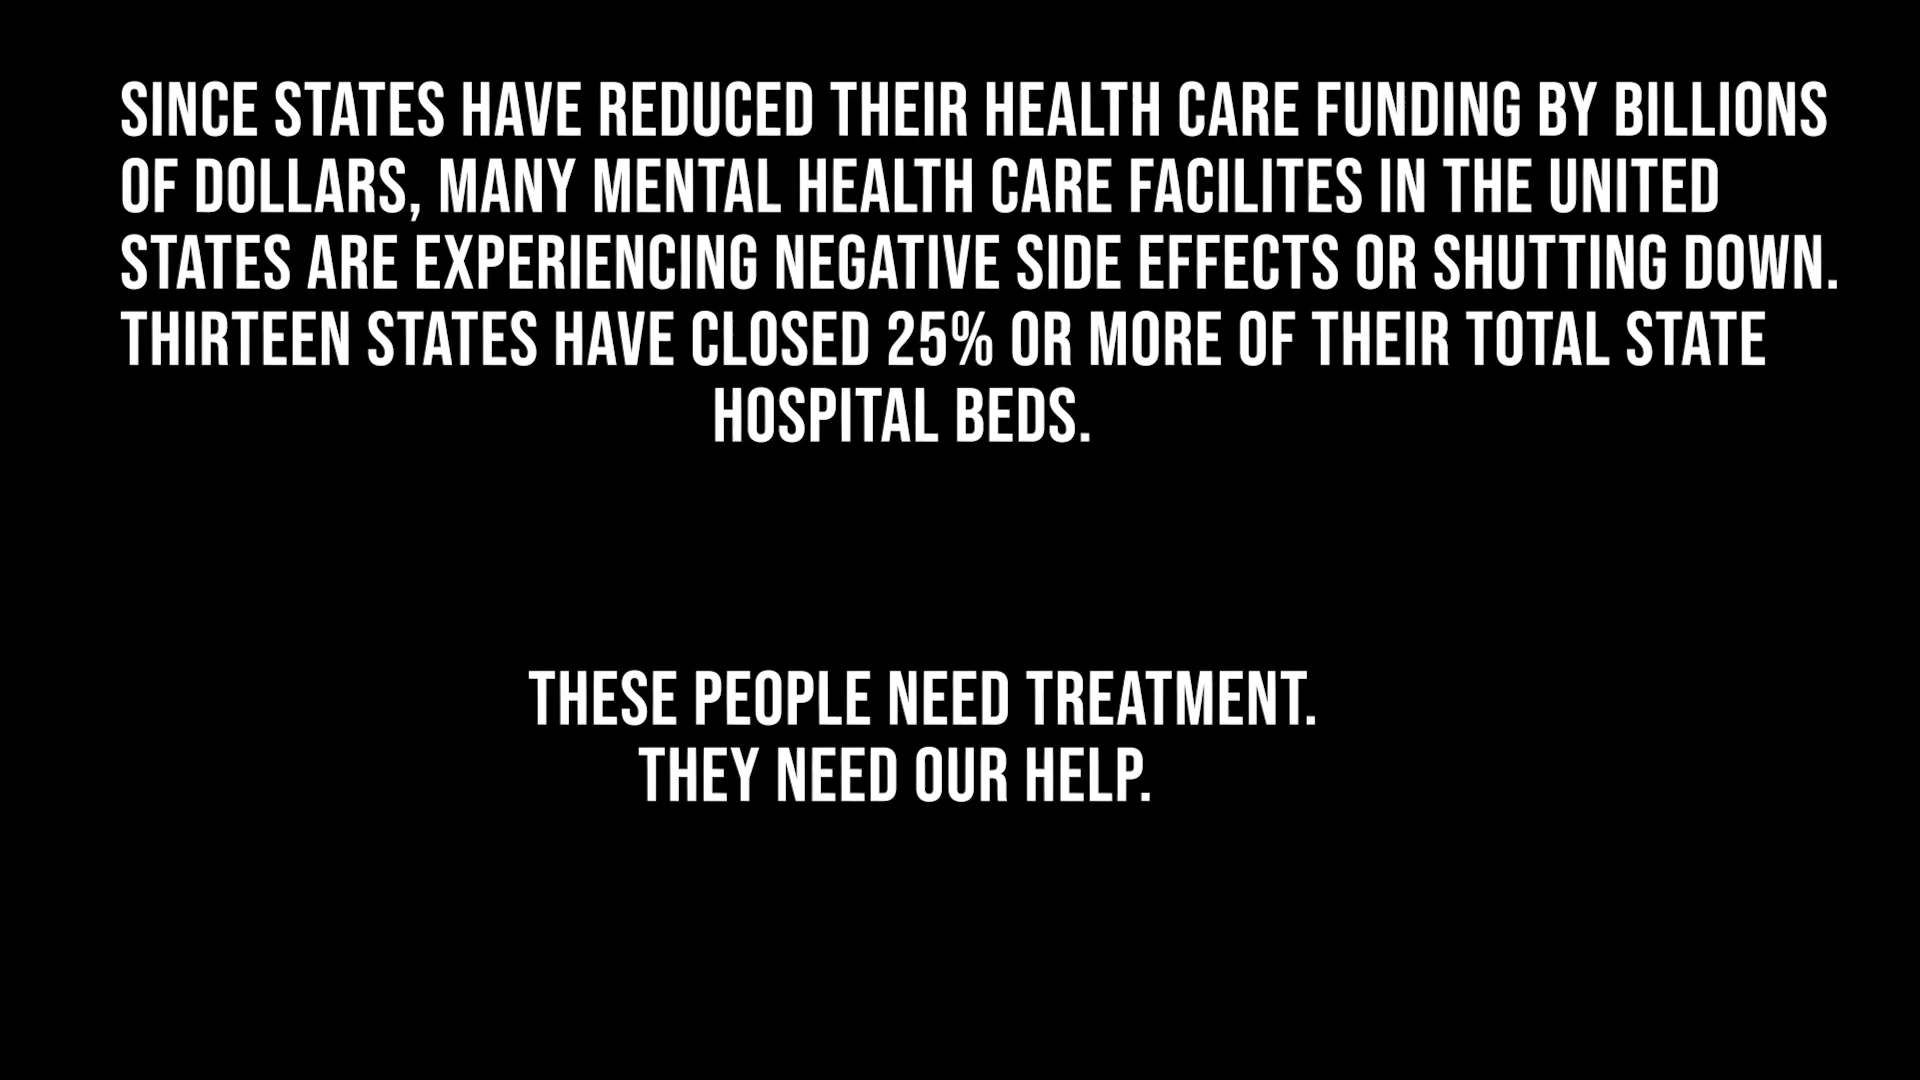 SINCE STATES HAVE REDUCED THEIR HEALTH CARE FUNDING BY BILLIONS
OF DOLLARS, MANY MENTAL HEALTH CARE FACILITES IN THE UNITED
STATES ARE EXPERIENCING NEGATIVE SIDE EFFECTS OR SHUTTING DOWN.
THIRTEEN STATES HAVE CLOSED 25% OR MORE OF THEIR TOTAL STATE
HOSPITAL BEDS.
THESE PEOPLE NEED TREATMENT.
THEY NEED OUR HELP.